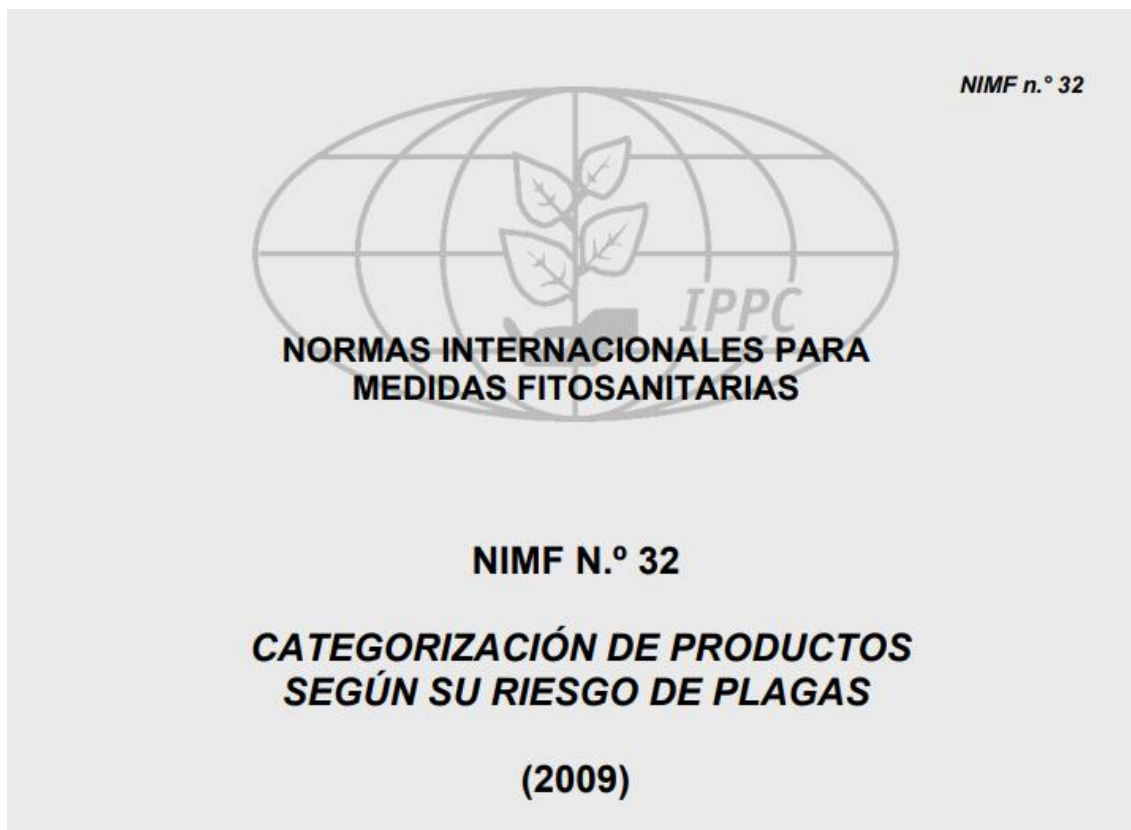 NIMF n.° 32
IPPC
NORMAS INTERNACIONALES PARA
MEDIDAS FITOSANITARIAS
NIMF N.º 32
CATEGORIZACIÓN DE PRODUCTOS
SEGÚN SU RIESGO DE PLAGAS
(2009)